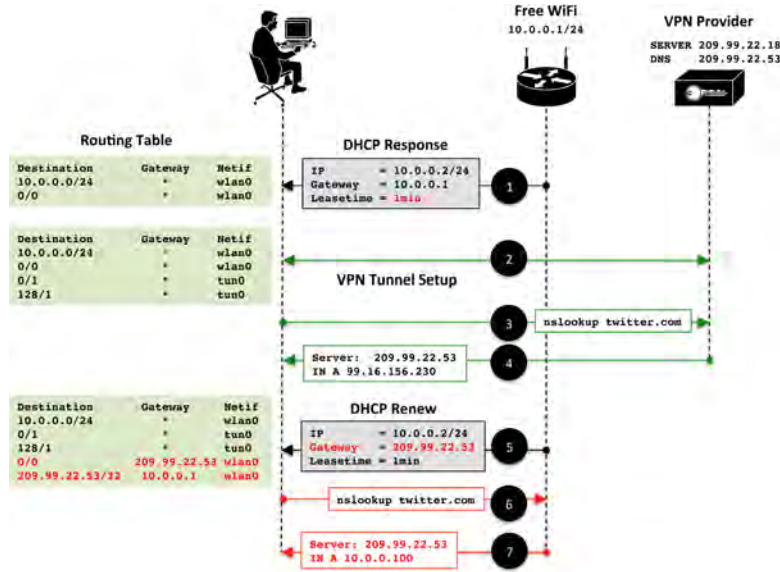 Free WiFi
10.0.0.1/24
VPN Provider
SERVER 209.99.22.18
DNS 209.99.22.53
Routing Table
Destination Gateway Netif
10.0.0.0/24 * wlan0
0/0 * wlan0
DHCP Response
IP = 10.0.0.2/24
Gateway = 10.0.0.1
Leasetime = 1min
1
Destination Gateway Netif
10.0.0.0/24 * wlan0
0/0 * wlan0
0/1 * tun0
128/1 * tun0
2
VPN Tunnel Setup
3
nslookup twitter.com
Server: 209.99.22.53
IN A 99.16.156.230
4
Destination Gateway Netif
10.0.0.0/24 * wlan0
0/1 * tun0
128/1 * tun0
0/0 209.99.22.53 wlan0
209.99.22.53/32 10.0.0.1 wlan0
DHCP Renew
IP = 10.0.0.2/24
Gateway = 209.99.22.53
Leasetime = 1min
5
nslookup twitter.com
6
Server: 209.99.22.53
IN A 10.0.0.100
7